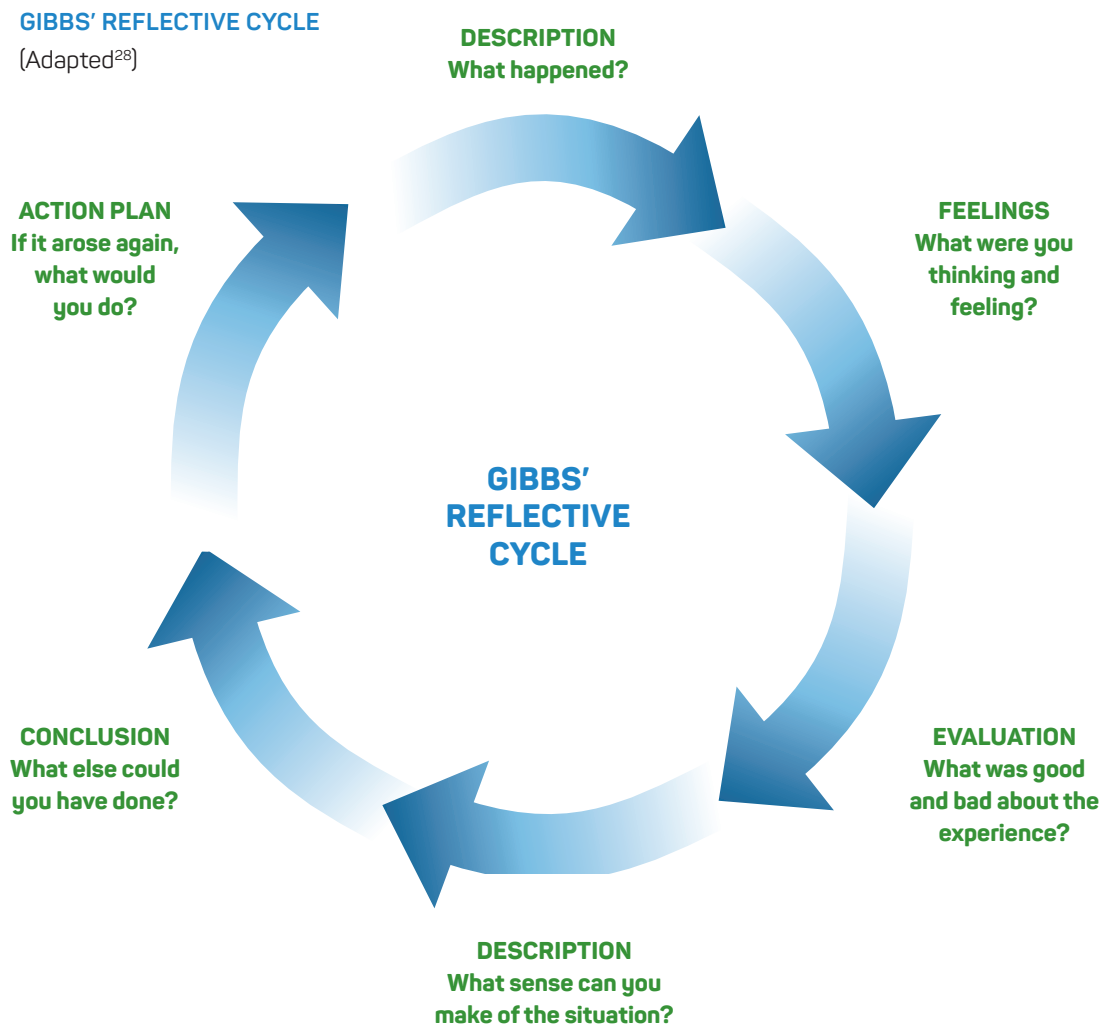 GIBBS' REFLECTIVE CYCLE
(Adapted²⁸)
DESCRIPTION
What happened?
FEELINGS
What were you
thinking and
feeling?
EVALUATION
What was good
and bad about the
experience?
DESCRIPTION
What sense can you
make of the situation?
CONCLUSION
What else could
you have done?
ACTION PLAN
If it arose again,
what would
you do?
GIBBS'
REFLECTIVE
CYCLE